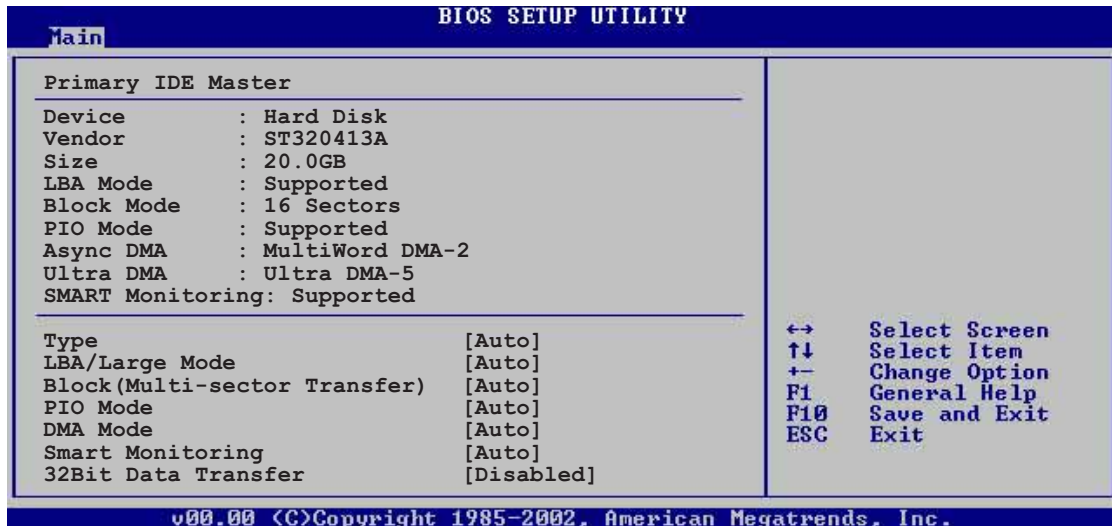 BIOS SETUP UTILITY
Main
Primary IDE Master
Device : Hard Disk
Vendor : ST320413A
Size : 20.0GB
LBA Mode : Supported
Block Mode : 16 Sectors
PIO Mode : Supported
Async DMA : MultiWord DMA-2
Ultra DMA : Ultra DMA-5
SMART Monitoring: Supported
Type [Auto]
LBA/Large Mode [Auto]
Block(Multi-sector Transfer) [Auto]
PIO Mode [Auto]
DMA Mode [Auto]
Smart Monitoring [Auto]
32Bit Data Transfer [Disabled]
←→ Select Screen
↑↓ Select Item
+- Change Option
F1 General Help
F10 Save and Exit
ESC Exit
v00.00 (C)Copyright 1985-2002, American Megatrends, Inc.